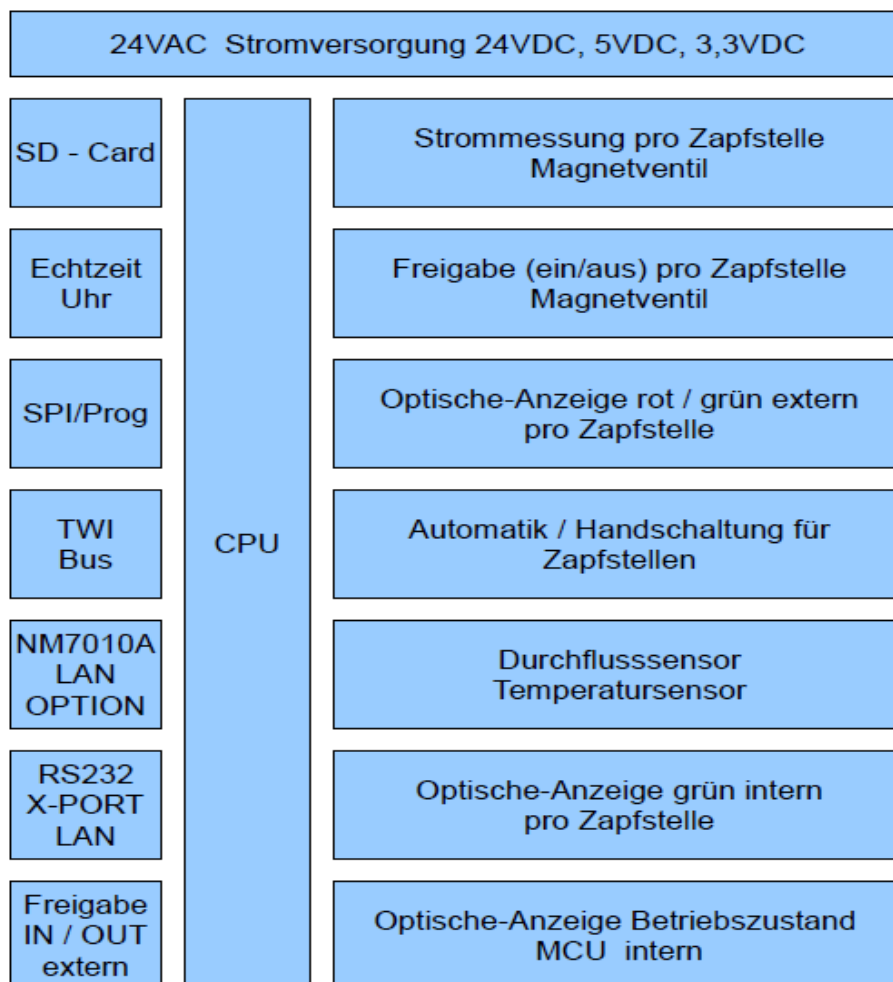 24VAC Stromversorgung 24VDC, 5VDC, 3,3VDC
SD - Card
Strommessung pro Zapfstelle
Magnetventil
Echtzeit
Uhr
Freigabe (ein/aus) pro Zapfstelle
Magnetventil
SPI/Prog
Optische-Anzeige rot / grün extern
pro Zapfstelle
TWI
Bus
CPU
Automatik / Handschaltung für
Zapfstellen
NM7010A
LAN
OPTION
Durchflusssensor
Temperatursensor
RS232
X-PORT
LAN
Optische-Anzeige grün intern
pro Zapfstelle
Freigabe
IN / OUT
extern
Optische-Anzeige Betriebszustand
MCU intern